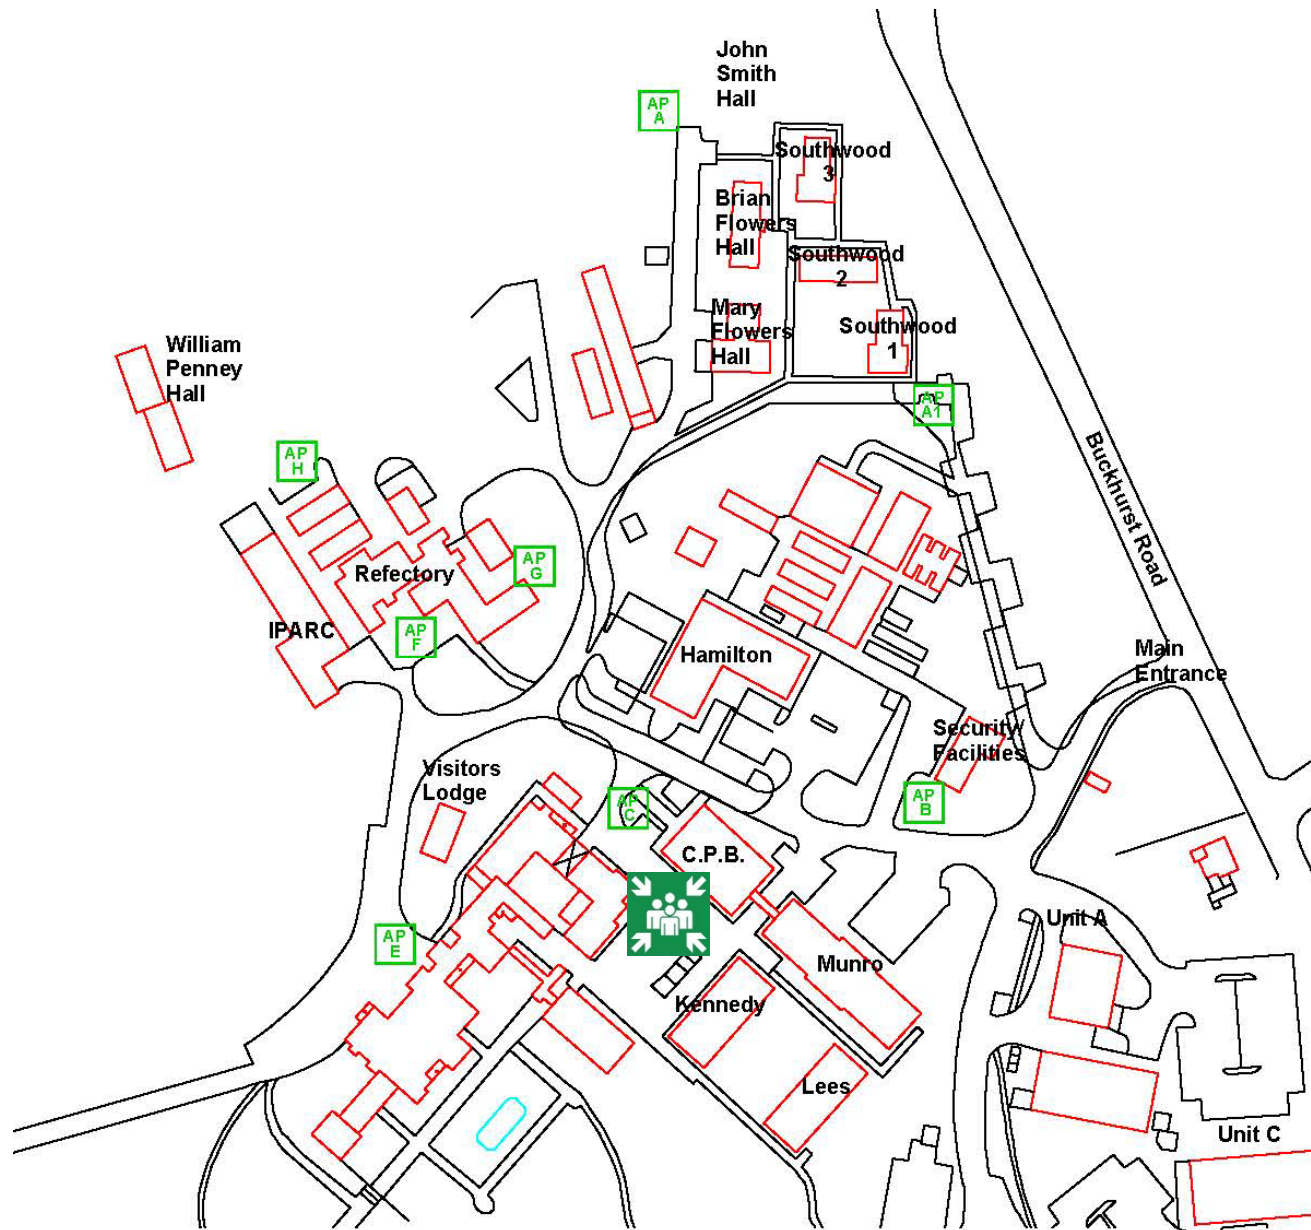 John
Smith
Hall
AP
A
Southwood
3
Brian
Flowers
Hall
Southwood
2
Mary
Flowers
Hall
Southwood
1
William
Penney
Hall
AP
A1
AP
H
Buckhurst Road
AP
G
Refectory
IPARC
AP
F
Hamilton
Main
Entrance
Security/
Facilities
Visitors
Lodge
AP
C
AP
B
C.P.B.
AP
E
Unit A
Munro
Kennedy
Lees
Unit C